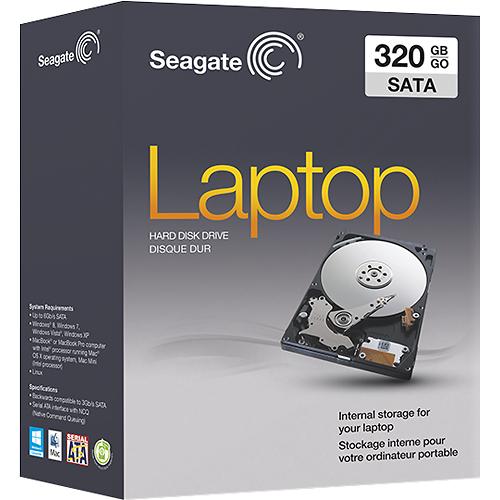 Seagate
System Requirements
• Up to 6Gb/s SATA
• Windows® 8, Windows 7,
Windows Vista®, Windows XP
• MacBook® or MacBook Pro computer
with Intel® processor running Mac®
OS X operating system, Mac Mini
(Intel processor)
• Linux
Specifications
• Backwards compatible to 3Gb/s SATA
• Serial ATA interface with NCQ
(Native Command Queuing)
Mac
SERIAL
ATA
Seagate
320 GB
GO
SATA
Laptop
HARD DISK DRIVE
DISQUE DUR
Internal storage for
your laptop
Stockage interne pour
votre ordinateur portable